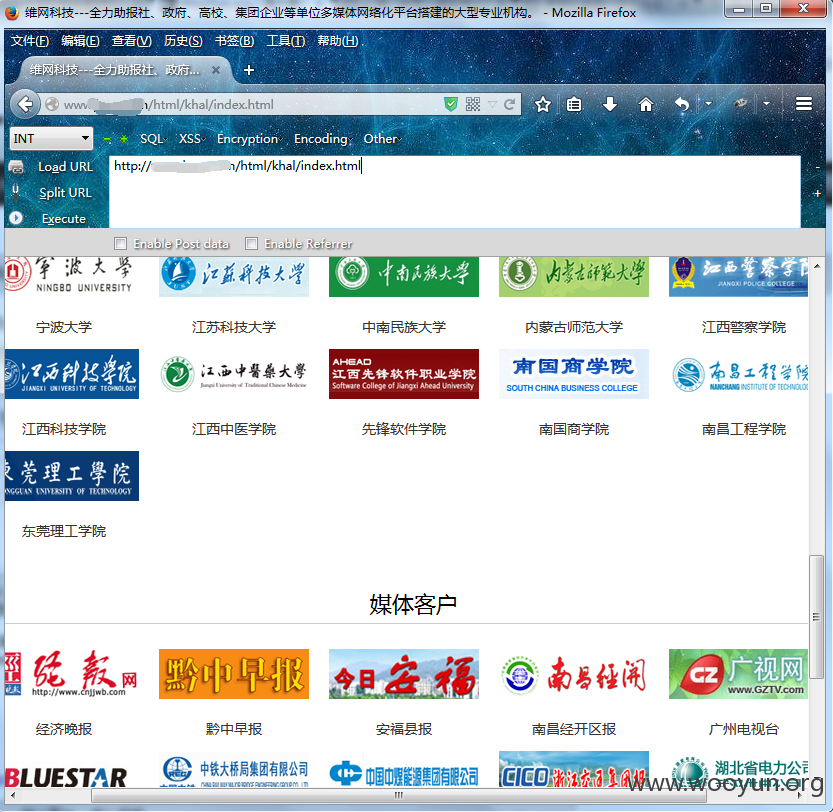 维网科技---全力助报社、政府、高校、集团企业等单位多媒体网络化平台搭建的大型专业机构。 - Mozilla Firefox
文件(F) 编辑(E) 查看(V) 历史(S) 书签(B) 工具(T) 帮助(H)
维网科技---全力助报社、政府...
/html/khal/index.html
INT SQL XSS Encryption Encoding Other
Load URL http:// /html/khal/index.html
Split URL
Execute
Enable Post data Enable Referrer
宁波大学 江苏科技大学 中南民族大学 内蒙古师范大学 江西警察学院
NINGBO UNIVERSITY JIANGXI POLICE COLLEGE
宁波大学 江苏科技大学 中南民族大学 内蒙古师范大学 江西警察学院
江西科技学院 江西中醫藥大學 AHEAD 江西先锋软件职业学院 南国商学院 南昌工程学院
JIANGXI UNIVERSITY OF TECHNOLOGY Jiangxi University of Traditional Chinese Medicine Software College of Jiangxi Ahead University SOUTH CHINA BUSINESS COLLEGE NANCHANG INSTITUTE OF TECHNOLOG
江西科技学院 江西中医学院 先锋软件学院 南国商学院 南昌工程学院
東莞理工學院
ONGGUAN UNIVERSITY OF TECHNOLOGY
东莞理工学院
媒体客户
晚报网 黔中早报 今日安福 南昌经开 GZ 广视网
http://www.cnjjwb.com www.GZTV.com
经济晚报 黔中早报 安福县报 南昌经开区报 广州电视台
BLUESTAR 中铁大桥局集团有限公司 中国中煤能源集团有限公司 CICO 浙江交工集团报 湖北省电力公司
www.wooyun.org